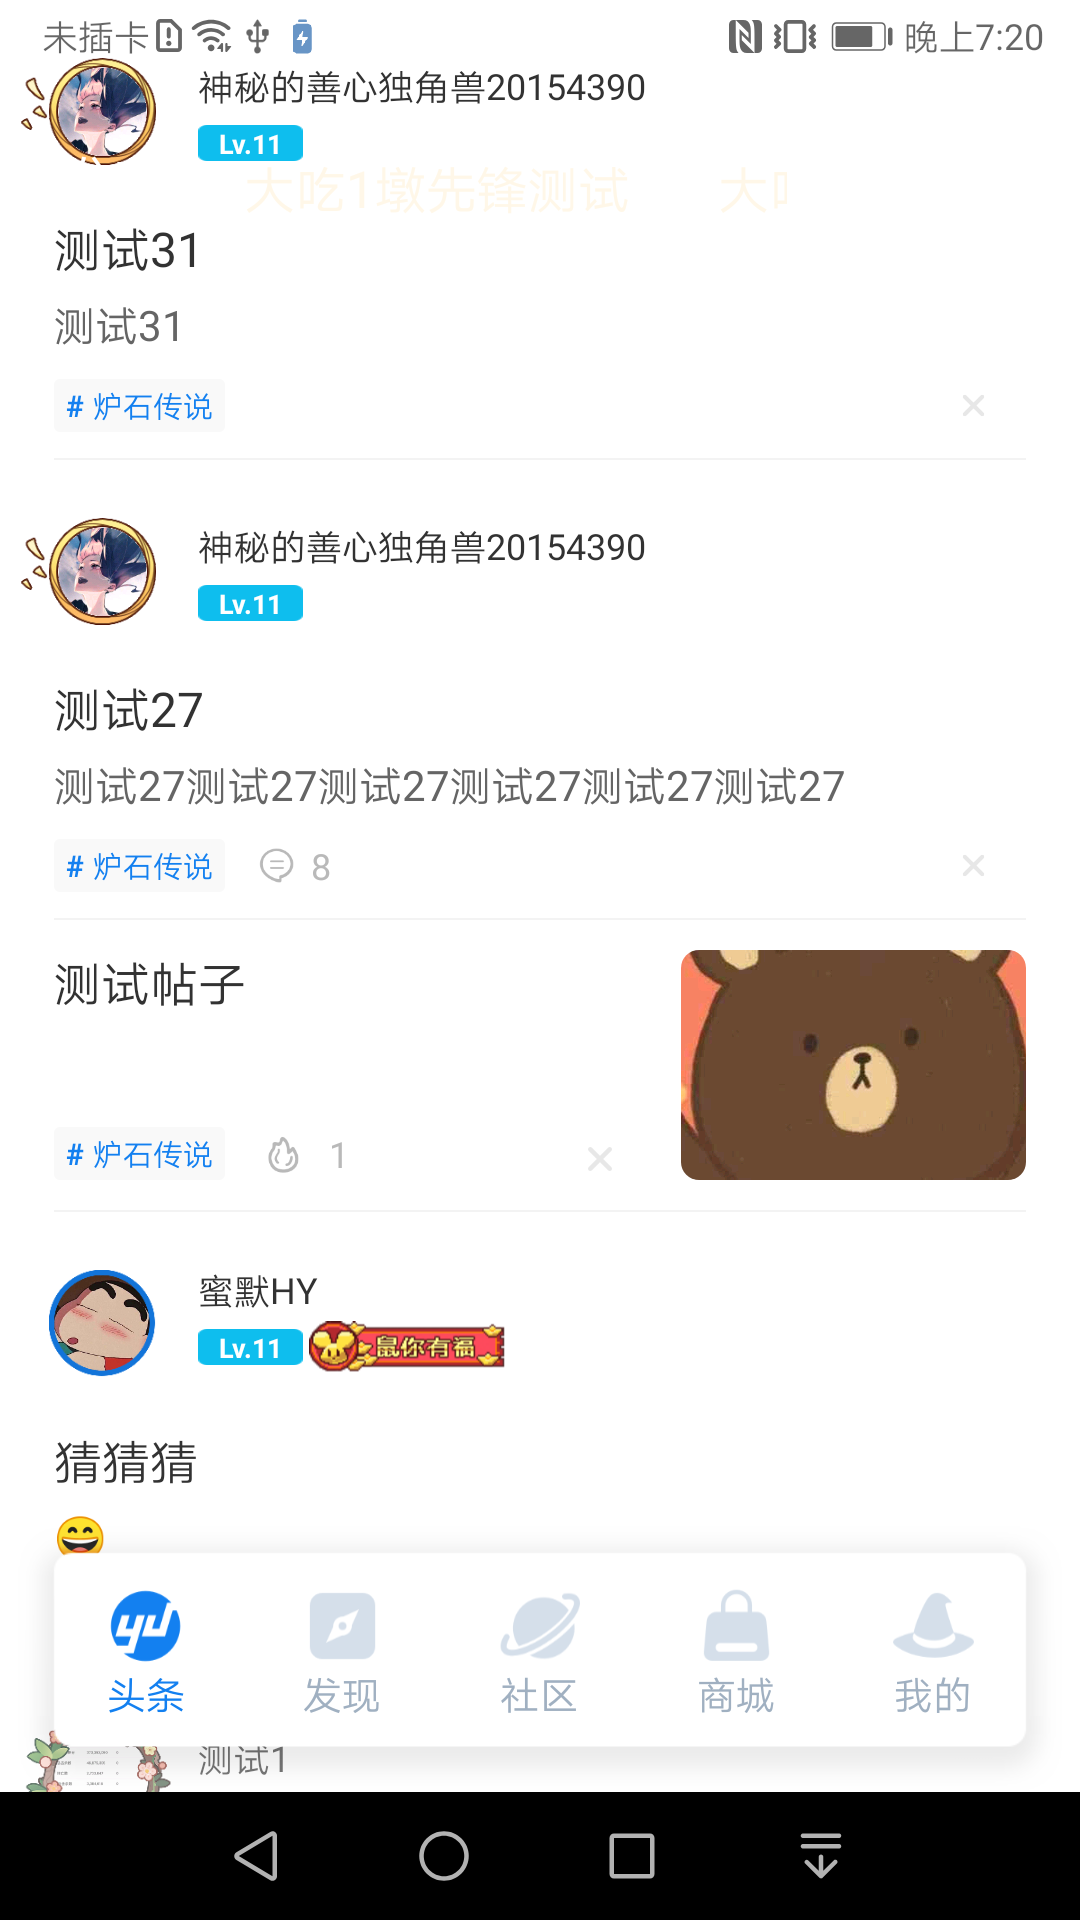 未插卡 晚上7:20
神秘的善心独角兽20154390
Lv.11
大吃1墩先锋测试 大
测试31
测试31
# 炉石传说
神秘的善心独角兽20154390
Lv.11
测试27
测试27测试27测试27测试27测试27测试27
# 炉石传说 8
测试帖子
# 炉石传说 1
蜜默HY
Lv.11 鼠你有福
猜猜猜
头条 发现 社区 商城 我的
测试1